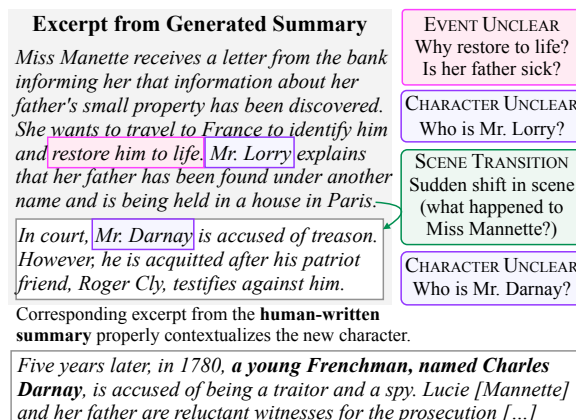 Excerpt from Generated Summary
Miss Manette receives a letter from the bank
informing her that information about her
father's small property has been discovered.
She wants to travel to France to identify him
and restore him to life. Mr. Lorry explains
that her father has been found under another
name and is being held in a house in Paris.
In court, Mr. Darnay is accused of treason.
However, he is acquitted after his patriot
friend, Roger Cly, testifies against him.
EVENT UNCLEAR
Why restore to life?
Is her father sick?
CHARACTER UNCLEAR
Who is Mr. Lorry?
SCENE TRANSITION
Sudden shift in scene
(what happened to
Miss Mannette?)
CHARACTER UNCLEAR
Who is Mr. Darnay?
Corresponding excerpt from the human-written
summary properly contextualizes the new character.
Five years later, in 1780, a young Frenchman, named Charles
Darnay, is accused of being a traitor and a spy. Lucie [Mannette]
and her father are reluctant witnesses for the prosecution [...]